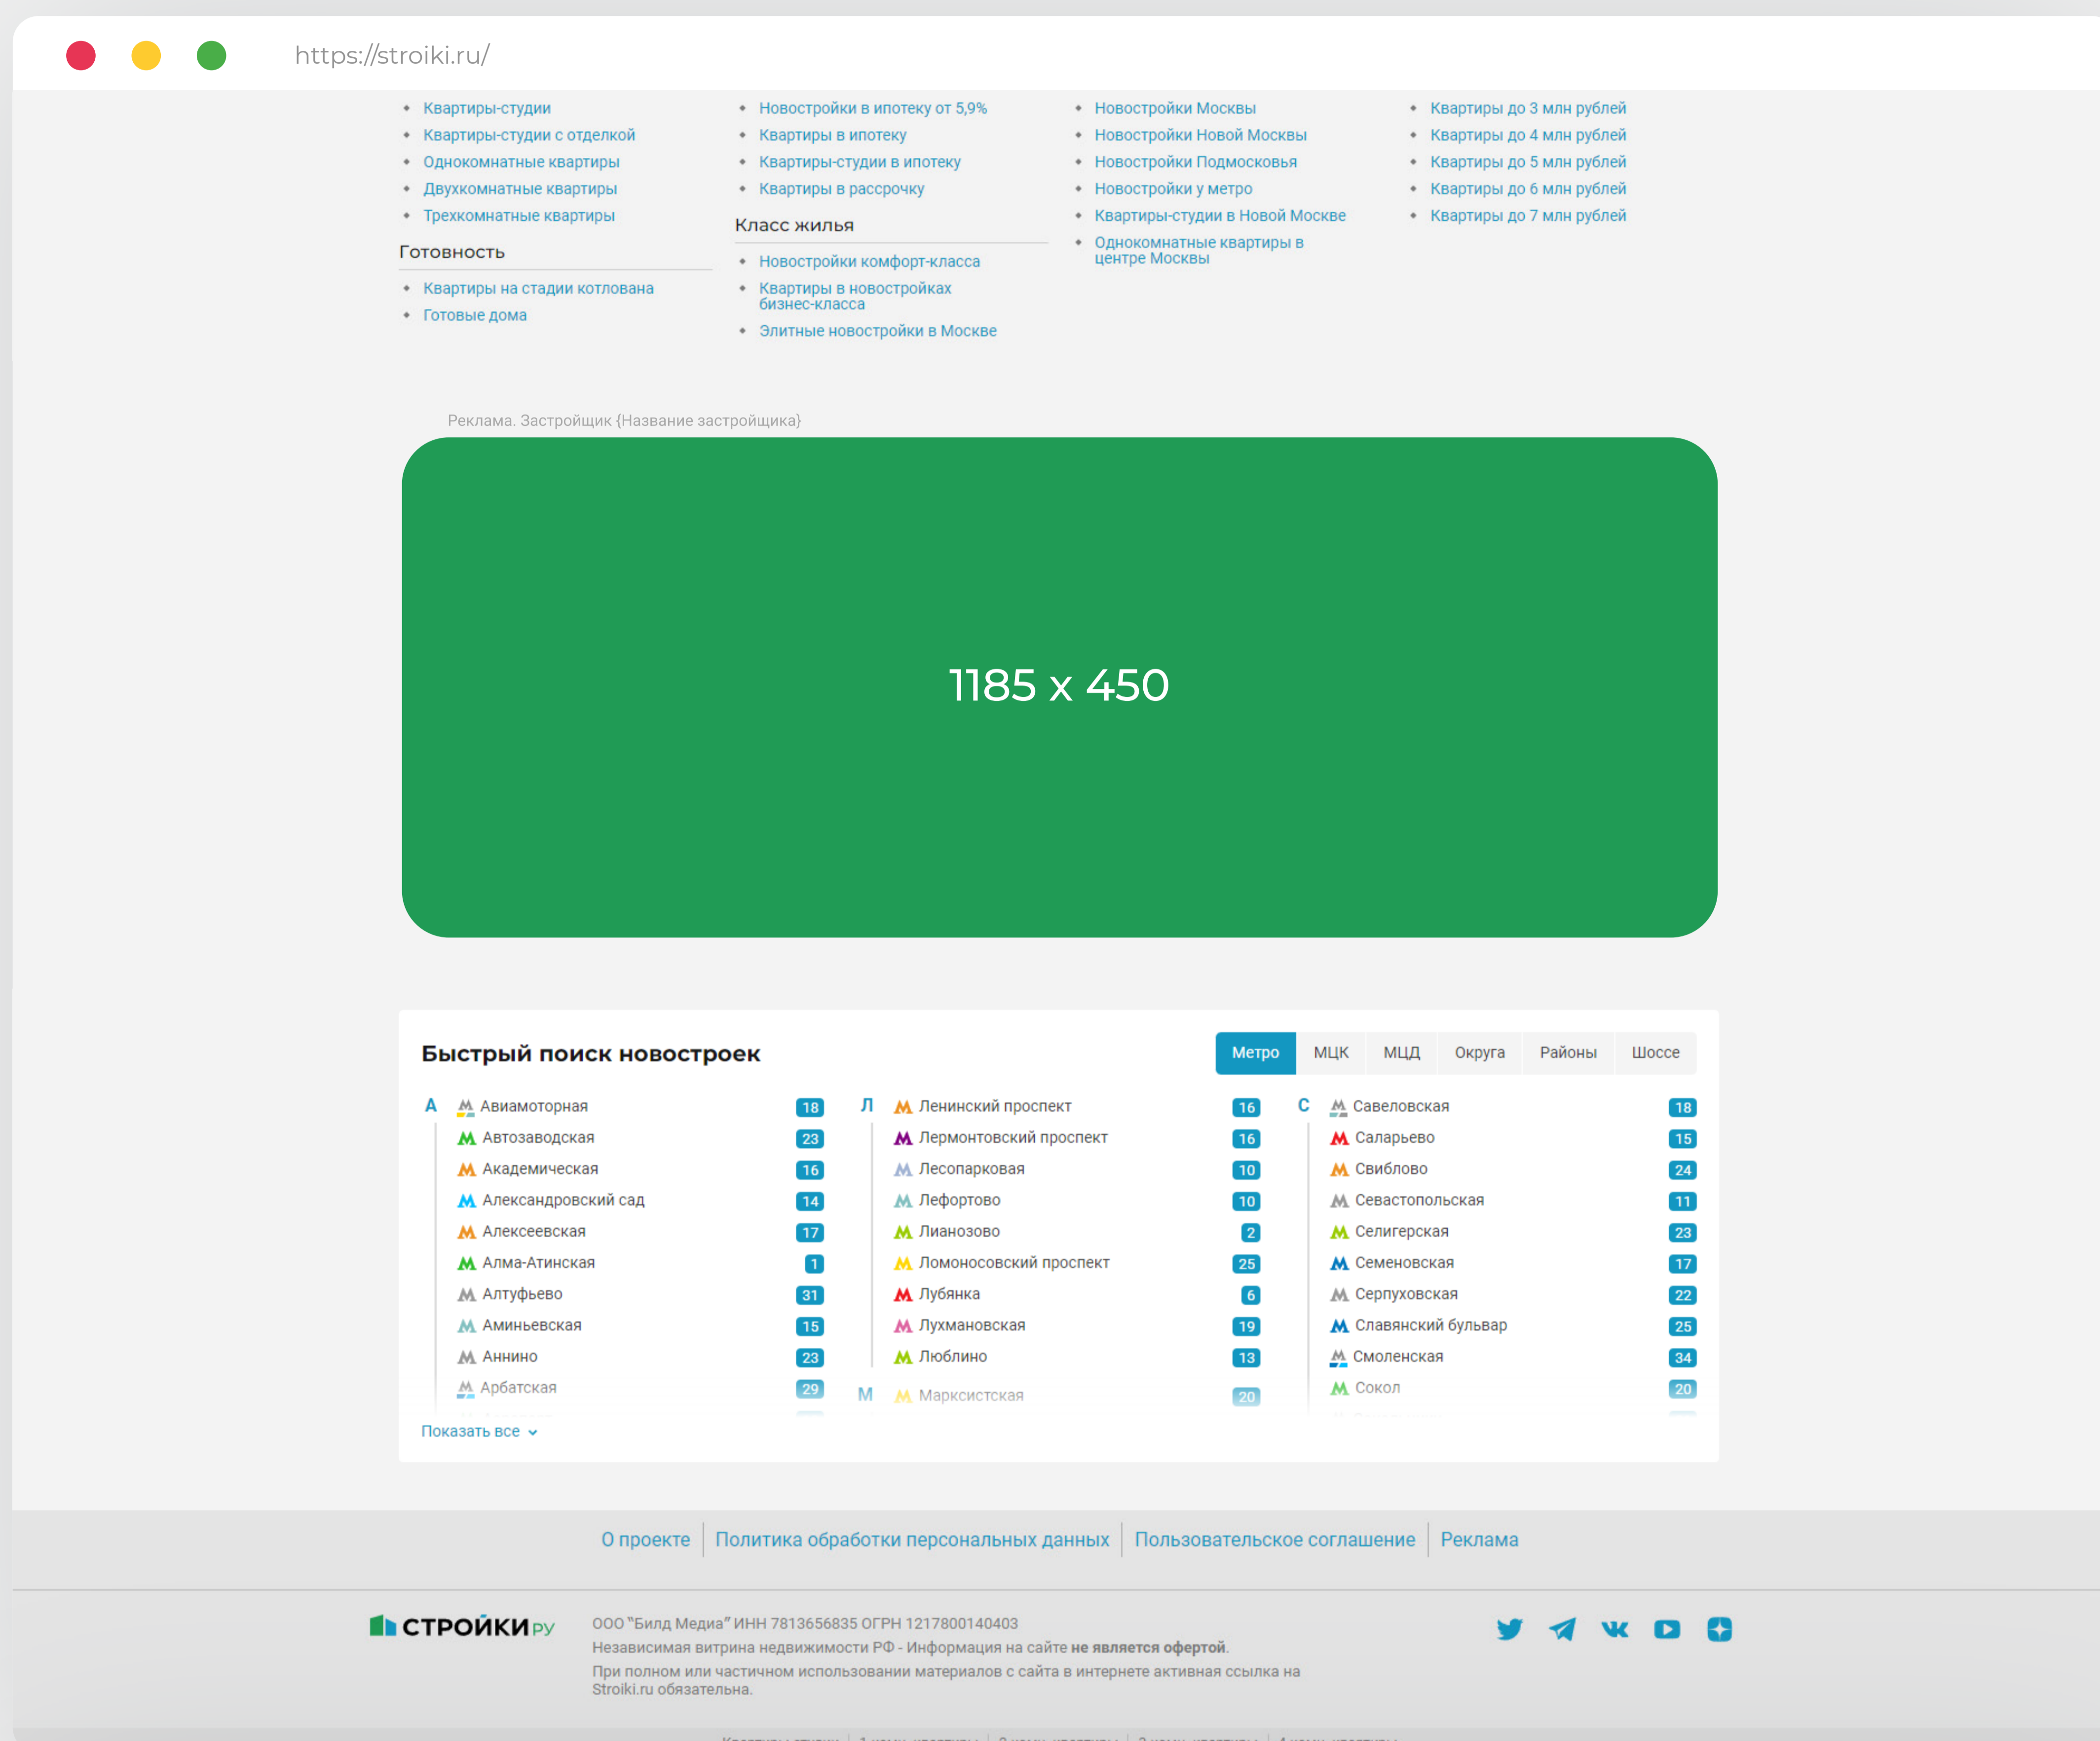 https://stroiki.ru/
Квартиры-студии
Квартиры-студии с отделкой
Однокомнатные квартиры
Двухкомнатные квартиры
Трехкомнатные квартиры
Готовность
Квартиры на стадии котлована
Готовые дома
Новостройки в ипотеку от 5,9%
Квартиры в ипотеку
Квартиры-студии в ипотеку
Квартиры в рассрочку
Класс жилья
Новостройки комфорт-класса
Квартиры в новостройках
бизнес-класса
Элитные новостройки в Москве
Новостройки Москвы
Новостройки Новой Москвы
Новостройки Подмосковья
Новостройки у метро
Квартиры-студии в Новой Москве
Однокомнатные квартиры в
центре Москвы
Квартиры до 3 млн рублей
Квартиры до 4 млн рублей
Квартиры до 5 млн рублей
Квартиры до 6 млн рублей
Квартиры до 7 млн рублей
Реклама. Застройщик {Название застройщика}
1185 x 450
Быстрый поиск новостроек
Метро МЦК МЦД Округа Районы Шоссе
А Авиамоторная 18
Автозаводская 23
Академическая 16
Александровский сад 14
Алексеевская 17
Алма-Атинская 1
Алтуфьево 31
Аминьевская 15
Аннино 23
Арбатская 29
Л Ленинский проспект 16
Лермонтовский проспект 16
Лесопарковая 10
Лефортово 10
Лианозово 2
Ломоносовский проспект 25
Лубянка 6
Лухмановская 19
Люблино 13
М Марксистская 20
С Савеловская 18
Саларьево 15
Свиблово 24
Севастопольская 11
Селигерская 23
Семеновская 17
Серпуховская 22
Славянский бульвар 25
Смоленская 34
Сокол 20
Показать все
О проекте Политика обработки персональных данных Пользовательское соглашение Реклама
СТРОЙКИ РУ
ООО "Билд Медиа" ИНН 7813656835 ОГРН 1217800140403
Независимая витрина недвижимости РФ - Информация на сайте не является офертой.
При полном или частичном использовании материалов с сайта в интернете активная ссылка на
Stroiki.ru обязательна.